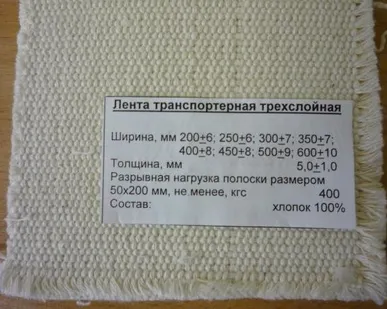 Лента транспортерная трехслойная
Ширина, мм 200±6; 250±6; 300±7; 350±7;
400±8; 450±8; 500±9; 600±10
Толщина, мм 5,0±1,0
Разрывная нагрузка полоски размером
50х200 мм, не менее, кгс 400
Состав: хлопок 100%